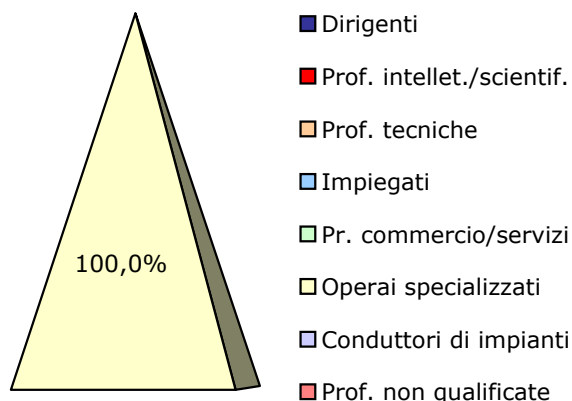 Dirigenti
Prof. intellet./scientif.
Prof. tecniche
Impiegati
Pr. commercio/servizi
100,0%
Operai specializzati
Conduttori di impianti
Prof. non qualificate